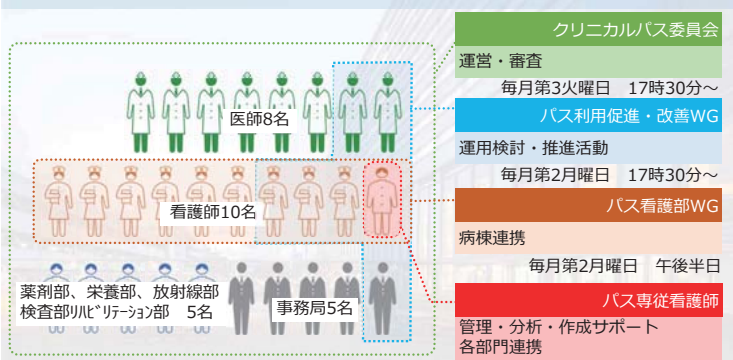 クリニカルパス委員会
運営・審査
毎月第3火曜日　17時30分～
医師8名
パス利用促進・改善WG
運用検討・推進活動
毎月第2月曜日　17時30分～
看護師10名
パス看護部WG
病棟連携
毎月第2月曜日　午後半日
薬剤部、栄養部、放射線部
検査部ﾘﾊﾋﾞﾘﾃｰｼｮﾝ部　5名
事務局5名
パス専従看護師
管理・分析・作成サポート
各部門連携